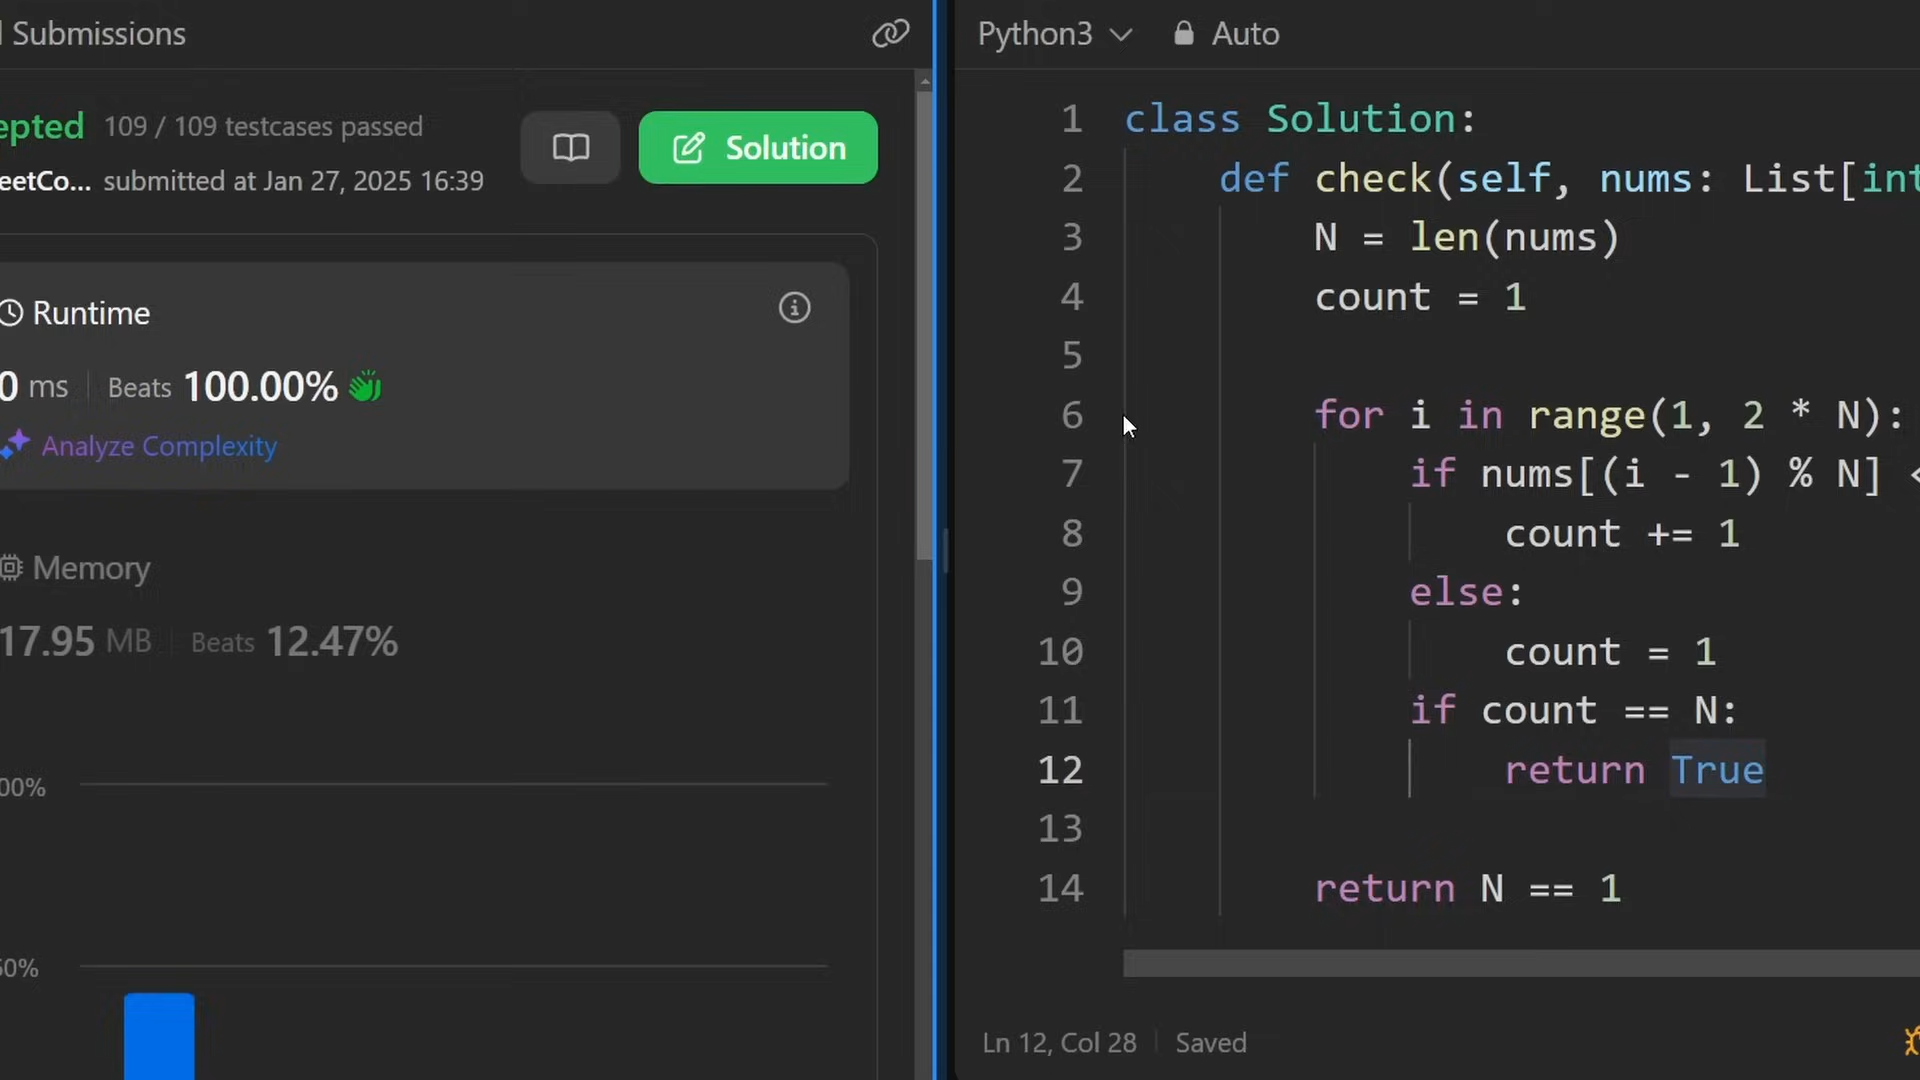 Submissions
epted 109 / 109 testcases passed
eetCo... submitted at Jan 27, 2025 16:39
Solution
Runtime
0 ms | Beats 100.00%
Analyze Complexity
Memory
17.95 MB | Beats 12.47%
00%
50%
Python3 Auto
1 class Solution:
2 def check(self, nums: List[int
3 N = len(nums)
4 count = 1
5
6 for i in range(1, 2 * N):
7 if nums[(i - 1) % N] <
8 count += 1
9 else:
10 count = 1
11 if count == N:
12 return True
13
14 return N == 1
Ln 12, Col 28 | Saved